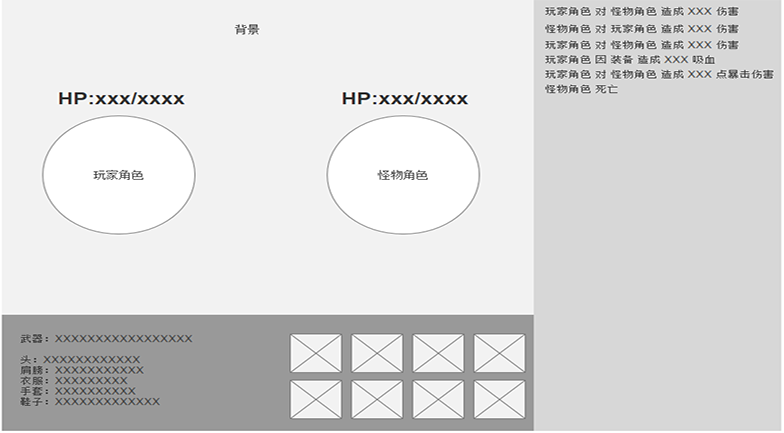 背景
HP:xxx/xxxx
HP:xxx/xxxx
玩家角色
怪物角色
武器：XXXXXXXXXXXXXXXXX
头：XXXXXXXXXXXX
肩膀：XXXXXXXXXXX
衣服：XXXXXXXXX
手套：XXXXXXXXXX
鞋子：XXXXXXXXXXXXX
玩家角色 对 怪物角色 造成 XXX 伤害
怪物角色 对 玩家角色 造成 XXX 伤害
玩家角色 对 怪物角色 造成 XXX 伤害
玩家角色 因 装备 造成 XXX 吸血
玩家角色 对 怪物角色 造成 XXX 点暴击伤害
怪物角色 死亡